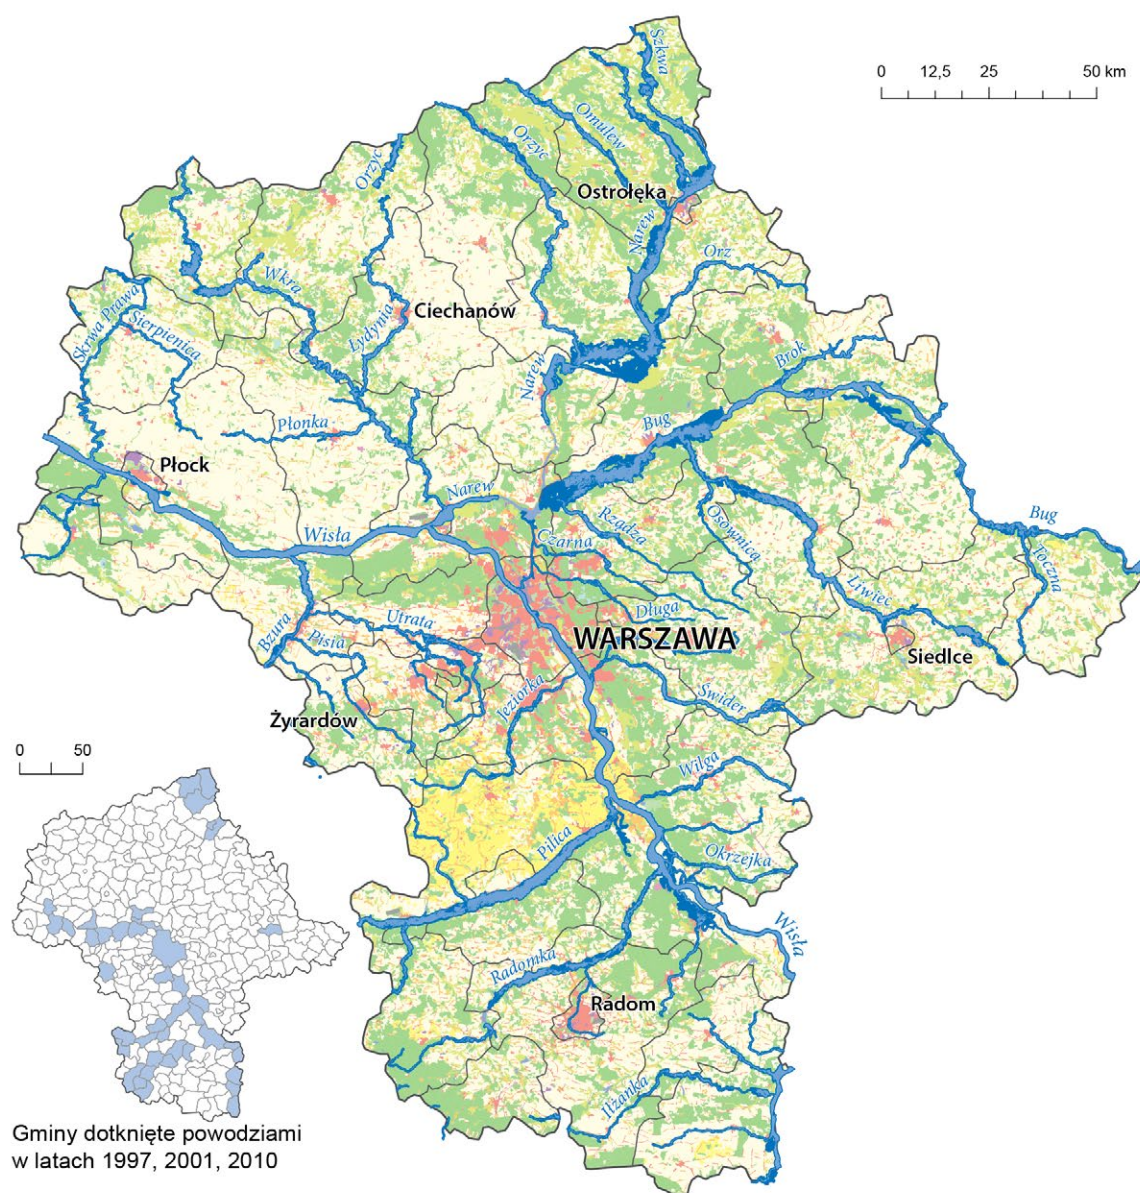 Szkwa
0 12,5 25 50 km
Omulew
Orzyc
Orzyc
Ostrołęka
Narew
Orz
Wkra
Skrwa Prawa
Sierpienica
Łydynia
Ciechanów
Brok
Narew
Płonka
Bug
Płock
Narew
Wisła
Rządza
Osownica
Czarna
Bug
Toczna
Liwiec
Długa
Utrata
Bzura
Pisia
WARSZAWA
Siedlce
Świder
Jeziorka
Żyrardów
0 50
Wilga
Pilica
Okrzejka
Wisła
Radomka
Radom
Iłżanka
Gminy dotknięte powodziami
w latach 1997, 2001, 2010